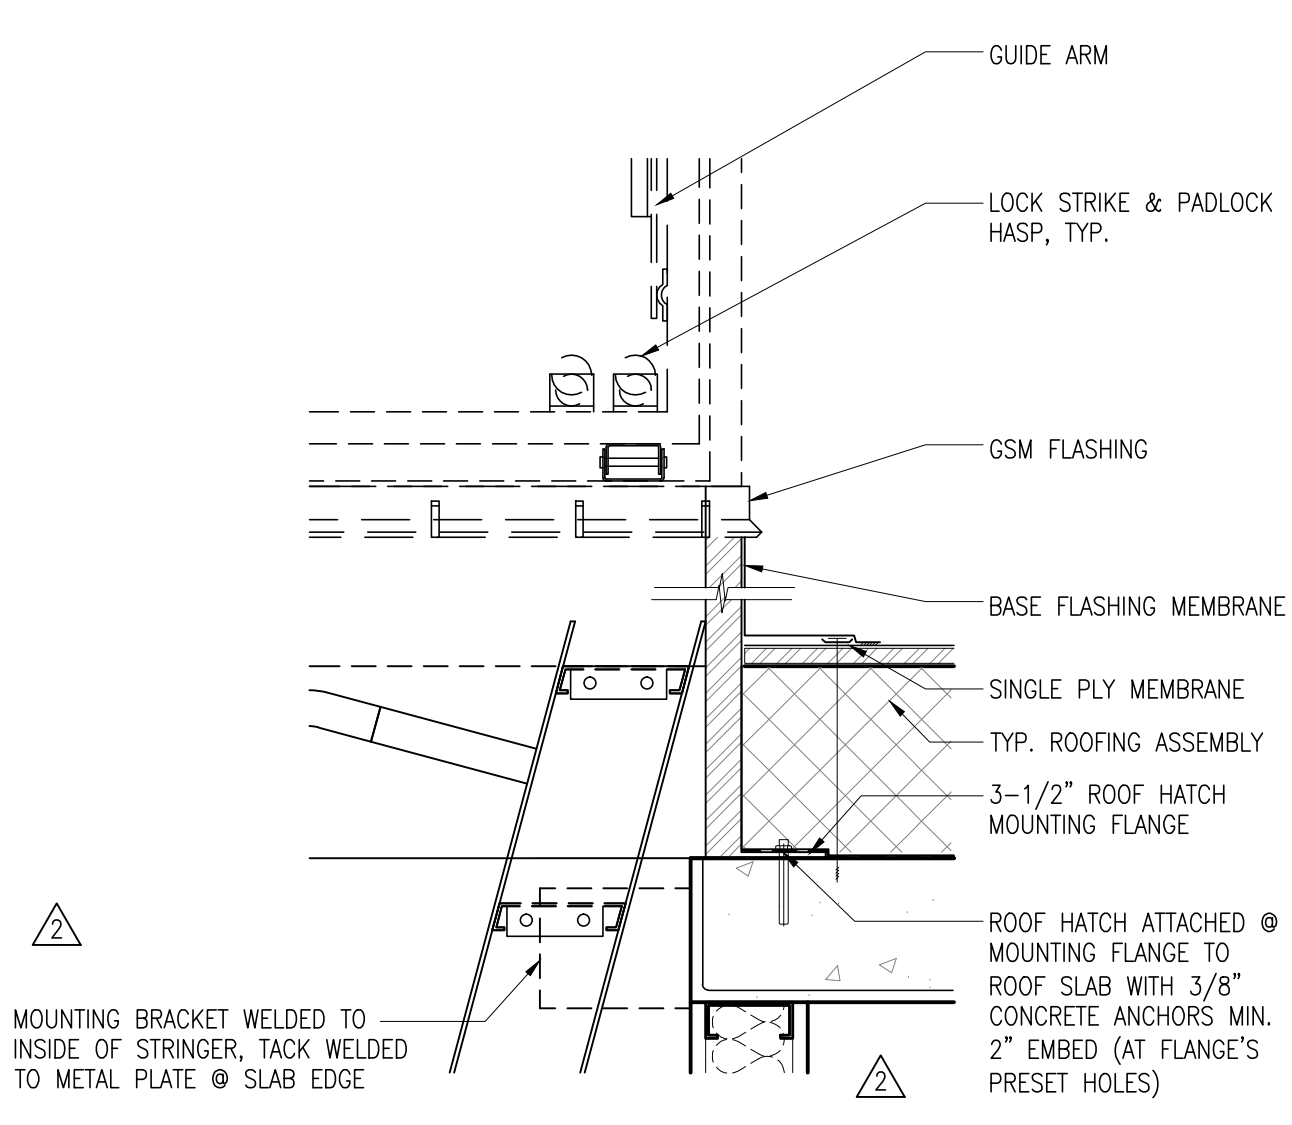 GUIDE ARM
LOCK STRIKE & PADLOCK
HASP, TYP.
GSM FLASHING
BASE FLASHING MEMBRANE
SINGLE PLY MEMBRANE
TYP. ROOFING ASSEMBLY
3-1/2" ROOF HATCH
MOUNTING FLANGE
ROOF HATCH ATTACHED @
MOUNTING FLANGE TO
ROOF SLAB WITH 3/8"
CONCRETE ANCHORS MIN.
2" EMBED (AT FLANGE'S
PRESET HOLES)
2
MOUNTING BRACKET WELDED TO
INSIDE OF STRINGER, TACK WELDED
TO METAL PLATE @ SLAB EDGE
2